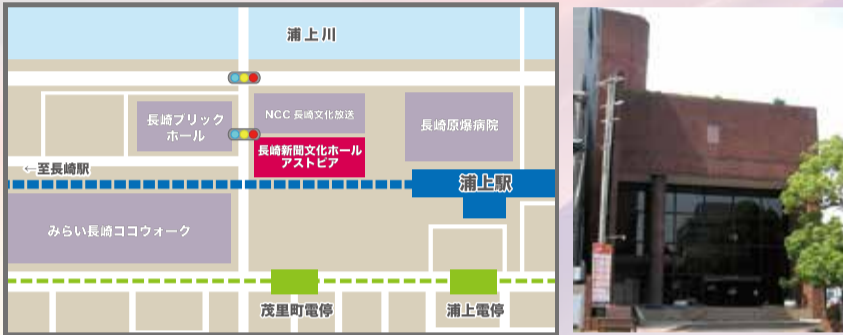 浦上川
長崎ブリック
ホール
NCC 長崎文化放送
長崎原爆病院
長崎新聞文化ホール
アストピア
←至長崎駅
浦上駅
みらい長崎ココウォーク
茂里町電停
浦上電停